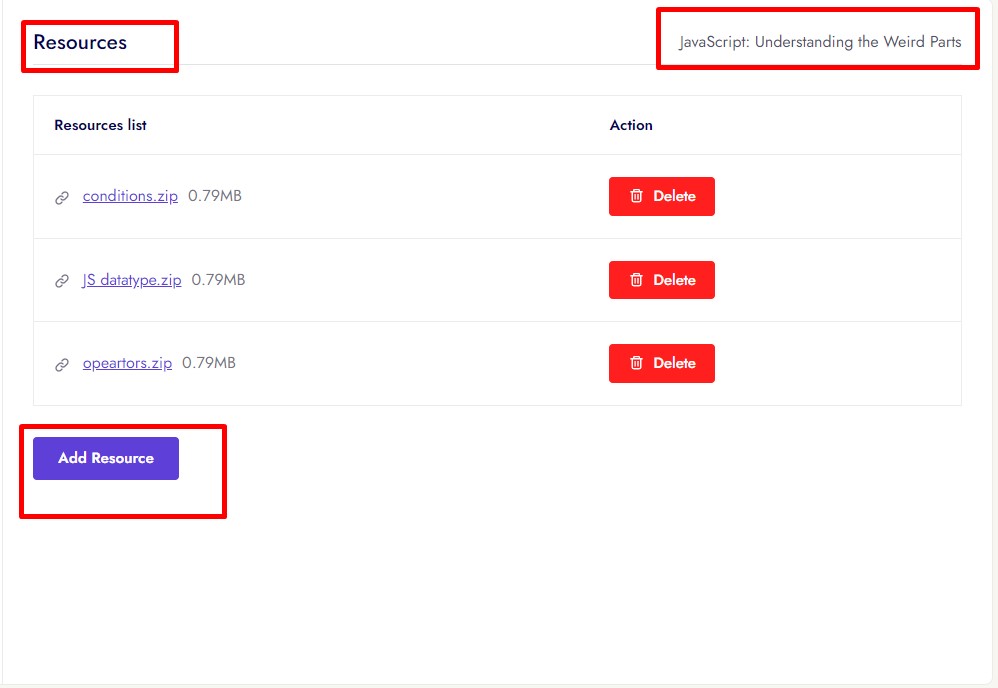 Resources
JavaScript: Understanding the Weird Parts
Resources list Action
conditions.zip 0.79MB Delete
JS datatype.zip 0.79MB Delete
opeartors.zip 0.79MB Delete
Add Resource